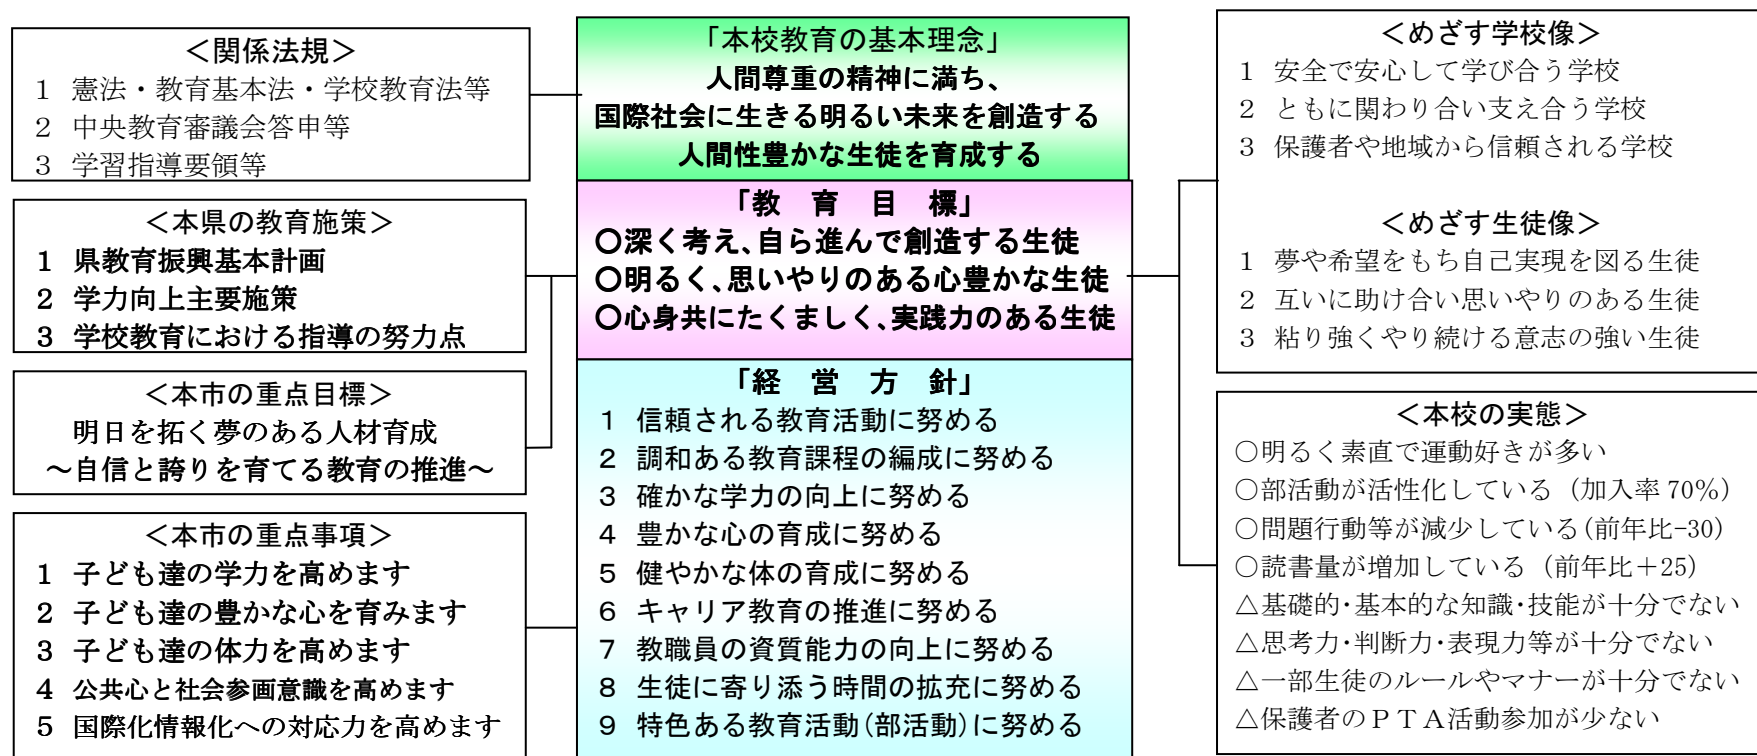 ＜関係法規＞
1 憲法・教育基本法・学校教育法等
2 中央教育審議会答申等
3 学習指導要領等
＜本県の教育施策＞
1 県教育振興基本計画
2 学力向上主要施策
3 学校教育における指導の努力点
＜本市の重点目標＞
明日を拓く夢のある人材育成
～自信と誇りを育てる教育の推進～
＜本市の重点事項＞
1 子ども達の学力を高めます
2 子ども達の豊かな心を育みます
3 子ども達の体力を高めます
4 公共心と社会参画意識を高めます
5 国際化情報化への対応力を高めます
「本校教育の基本理念」
人間尊重の精神に満ち、
国際社会に生きる明るい未来を創造する
人間性豊かな生徒を育成する
「教　育　目　標」
○深く考え、自ら進んで創造する生徒
○明るく、思いやりのある心豊かな生徒
○心身共にたくましく、実践力のある生徒
「経　営　方　針」
1 信頼される教育活動に努める
2 調和ある教育課程の編成に努める
3 確かな学力の向上に努める
4 豊かな心の育成に努める
5 健やかな体の育成に努める
6 キャリア教育の推進に努める
7 教職員の資質能力の向上に努める
8 生徒に寄り添う時間の拡充に努める
9 特色ある教育活動(部活動)に努める
＜めざす学校像＞
1 安全で安心して学び合う学校
2 ともに関わり合い支え合う学校
3 保護者や地域から信頼される学校
＜めざす生徒像＞
1 夢や希望をもち自己実現を図る生徒
2 互いに助け合い思いやりのある生徒
3 粘り強くやり続ける意志の強い生徒
＜本校の実態＞
○明るく素直で運動好きが多い
○部活動が活性化している（加入率 70%）
○問題行動等が減少している(前年比-30)
○読書量が増加している（前年比＋25）
△基礎的・基本的な知識・技能が十分でない
△思考力・判断力・表現力等が十分でない
△一部生徒のルールやマナーが十分でない
△保護者のＰＴＡ活動参加が少ない